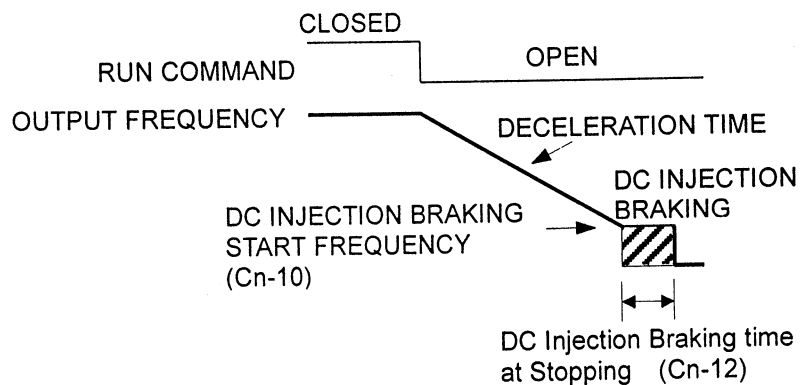 CLOSED
RUN COMMAND
OPEN
OUTPUT FREQUENCY
DECELERATION TIME
DC INJECTION
BRAKING
DC INJECTION BRAKING
START FREQUENCY
(Cn-10)
DC Injection Braking time
at Stopping (Cn-12)